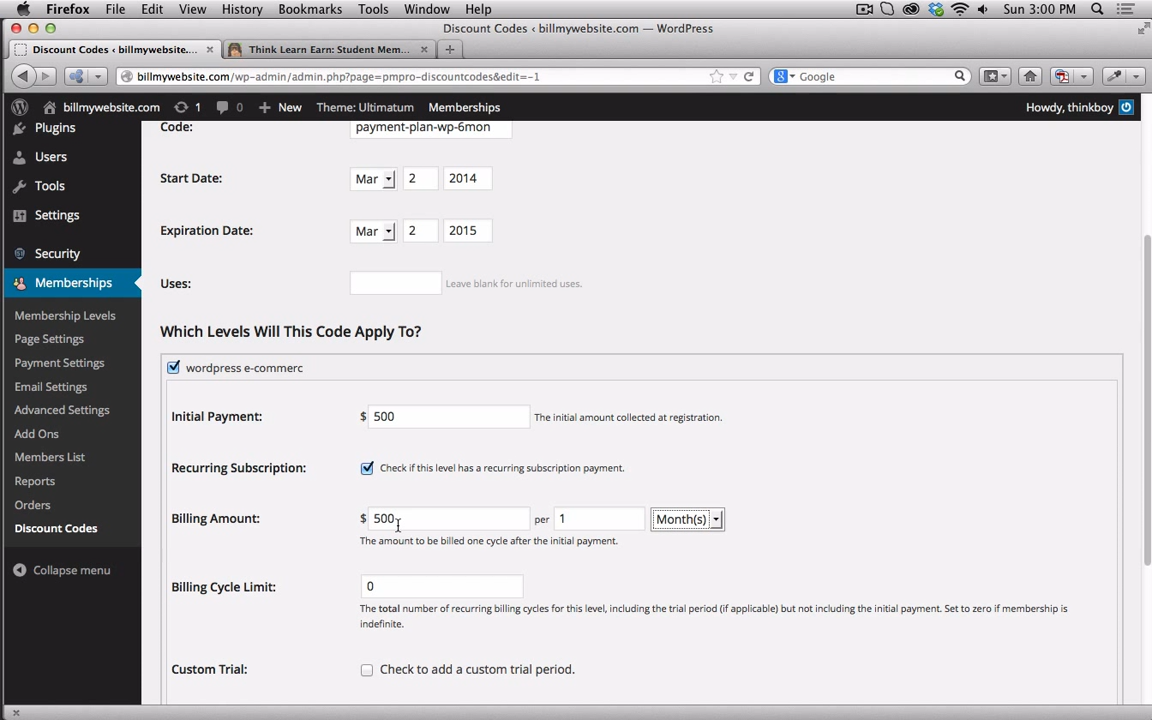 Firefox File Edit View History Bookmarks Tools Window Help Sun 3:00 PM
Discount Codes ‹ billmywebsite.com — WordPress
Discount Codes ‹ billmywebsite.... × Think Learn Earn: Student Mem... × +
billmywebsite.com/wp-admin/admin.php?page=pmpro-discountcodes&edit=-1 Google
billmywebsite.com 1 0 + New Theme: Ultimatum Memberships Howdy, thinkboy
Plugins
Users
Tools
Settings
Security
Memberships
Membership Levels
Page Settings
Payment Settings
Email Settings
Advanced Settings
Add Ons
Members List
Reports
Orders
Discount Codes
Collapse menu
Code: payment-plan-wp-6mon
Start Date: Mar 2 2014
Expiration Date: Mar 2 2015
Uses: Leave blank for unlimited uses.
Which Levels Will This Code Apply To?
wordpress e-commerc
Initial Payment: $ 500 The initial amount collected at registration.
Recurring Subscription: Check if this level has a recurring subscription payment.
Billing Amount: $ 500 per 1 Month(s)
The amount to be billed one cycle after the initial payment.
Billing Cycle Limit: 0
The total number of recurring billing cycles for this level, including the trial period (if applicable) but not including the initial payment. Set to zero if membership is
indefinite.
Custom Trial: Check to add a custom trial period.